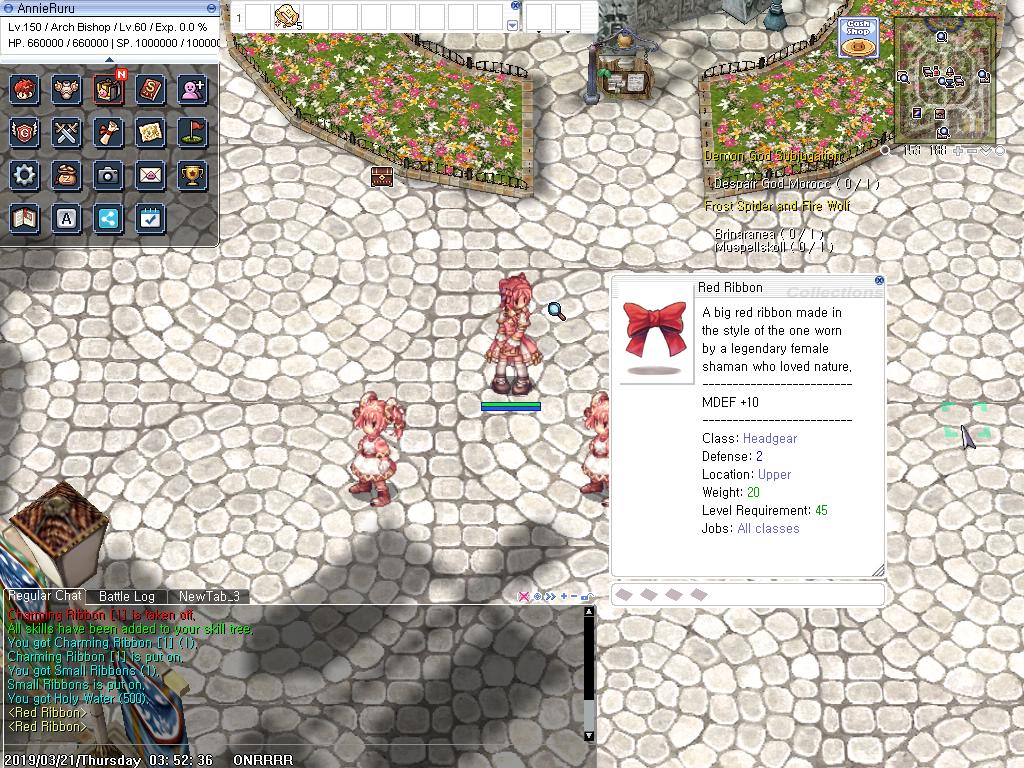 AnnieRuru
Lv.150 / Arch Bishop / Lv.60 / Exp. 0.0 %
HP. 660000 / 660000 | SP. 1000000 / 100000
N
S
G
A
1
5
Cash Shop
Demon God Subjugation
Despair God Morocc ( 0 / 1 )
Frost Spider and Fire Wolf
Brinaranea ( 0 / 1 )
Muspellskoll ( 0 / 1 )
Red Ribbon
Collections
A big red ribbon made in
the style of the one worn
by a legendary female
shaman who loved nature.
-------------------------
MDEF +10
-------------------------
Class: Headgear
Defense: 2
Location: Upper
Weight: 20
Level Requirement: 45
Jobs: All classes
Regular Chat
Battle Log
NewTab_3
Charming Ribbon [1] is taken off.
All skills have been added to your skill tree.
You got Charming Ribbon [1] (1).
Charming Ribbon [1] is put on.
You got Small Ribbons (1).
Small Ribbons is put on.
You got Holy Water (500).
<Red Ribbon>
<Red Ribbon>
2019/03/21/Thursday 03: 52: 36 ONRRRR